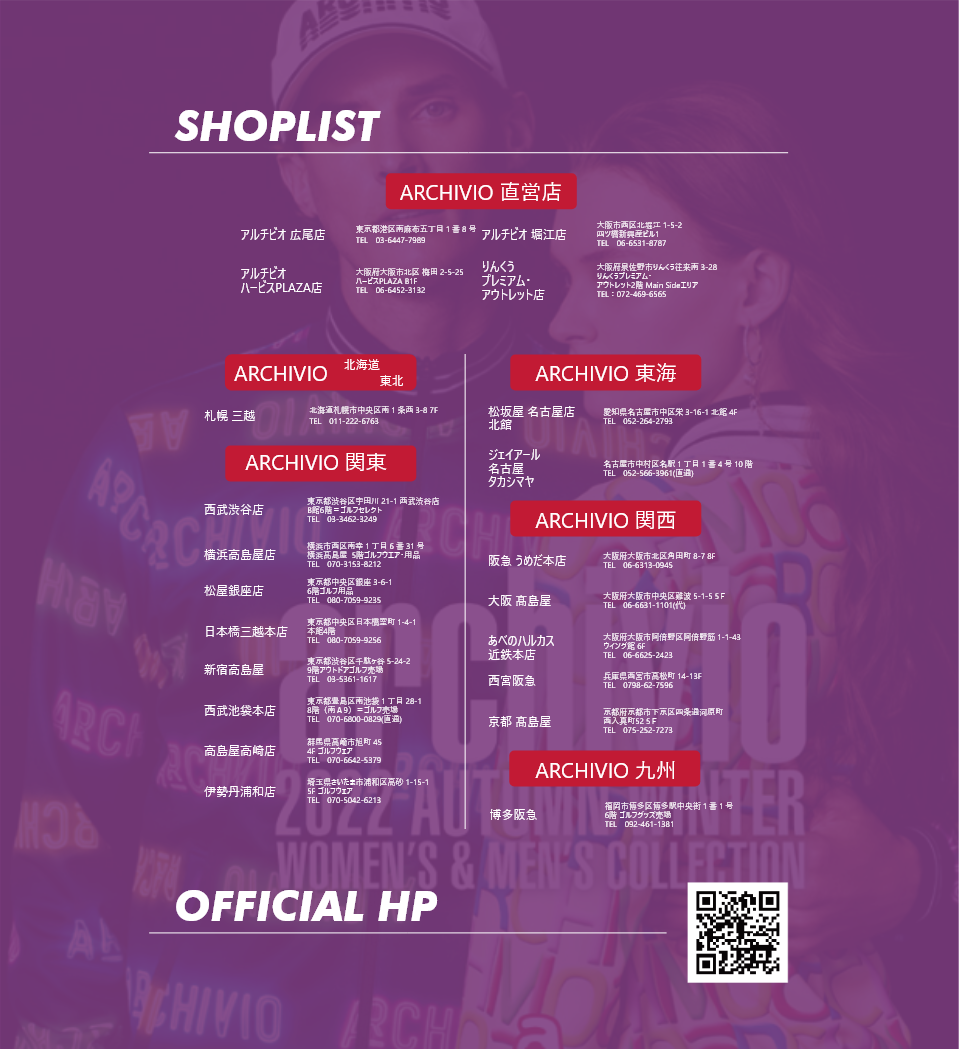 SHOPLIST
ARCHIVIO 直営店
アルチビオ 広尾店
東京都港区南麻布五丁目1番8号
TEL 03-6447-7989
アルチビオ 堀江店
大阪市西区北堀江 1-5-2
四ツ橋新興産ビル1
TEL 06-6531-8787
アルチビオ
ハービスPLAZA店
大阪府大阪市北区 梅田 2-5-25
ハービスPLAZA B1F
TEL 06-6452-3132
りんくう
プレミアム・
アウトレット店
大阪府泉佐野市りんくう往来南 3-28
りんくうプレミアム・
アウトレット2階 Main Sideエリア
TEL：072-469-6565
ARCHIVIO 北海道
東北
札幌 三越
北海道札幌市中央区南1条西 3-8 7F
TEL 011-222-6763
ARCHIVIO 関東
西武渋谷店
東京都渋谷区宇田川 21-1 西武渋谷店
B館6階＝ゴルフセレクト
TEL 03-3462-3249
横浜高島屋店
横浜市西区南幸1丁目6番31号
横浜髙島屋 5階ゴルフウエア・用品
TEL 070-3153-8212
松屋銀座店
東京都中央区銀座 3-6-1
6階ゴルフ用品
TEL 080-7059-9235
日本橋三越本店
東京都中央区日本橋室町 1-4-1
本館4階
TEL 080-7059-9256
新宿高島屋
東京都渋谷区千駄ヶ谷 5-24-2
9階アウトドアゴルフ売場
TEL 03-5361-1617
西武池袋本店
東京都豊島区南池袋1丁目28-1
8階（南A9）＝ゴルフ売場
TEL 070-6800-0829(直通)
高島屋高崎店
群馬県高崎市旭町 45
4F ゴルフウェア
TEL 070-6642-5379
伊勢丹浦和店
埼玉県さいたま市浦和区高砂 1-15-1
5F ゴルフウェア
TEL 070-5042-6213
ARCHIVIO 東海
松坂屋 名古屋店
北館
愛知県名古屋市中区栄 3-16-1 北館 4F
TEL 052-264-2793
ジェイアール
名古屋
タカシマヤ
名古屋市中村区名駅1丁目1番4号10階
TEL 052-566-3961(直通)
ARCHIVIO 関西
阪急 うめだ本店
大阪府大阪市北区角田町 8-7 8F
TEL 06-6313-0945
大阪 髙島屋
大阪府大阪市中央区難波 5-1-5 5F
TEL 06-6631-1101(代)
あべのハルカス
近鉄本店
大阪府大阪市阿倍野区阿倍野筋 1-1-43
ウイング館 6F
TEL 06-6625-2423
西宮阪急
兵庫県西宮市高松町 14-13F
TEL 0798-62-7596
京都 髙島屋
京都府京都市下京区四条通河原町
西入真町52 5F
TEL 075-252-7273
ARCHIVIO 九州
博多阪急
福岡市博多区博多駅中央街1番1号
6階 ゴルフグッズ売場
TEL 092-461-1381
archivio
2022 AUTUMN-WINTER
WOMEN'S & MEN'S COLLECTION
OFFICIAL HP